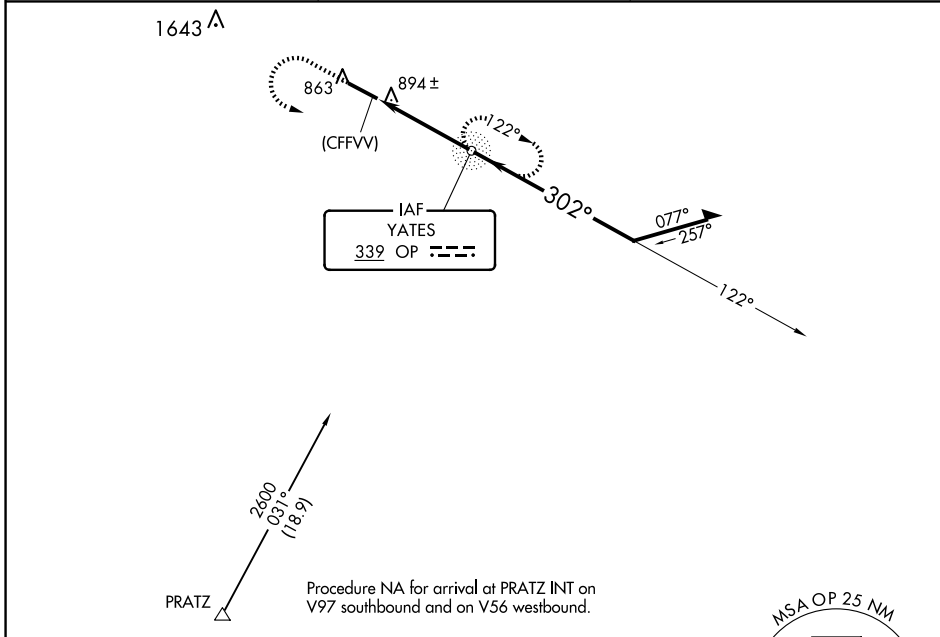 1643
863
894±
(CFFVV)
122°
302°
077°
257°
122°
IAF
YATES
339 OP
2600
031°
(18.9)
PRATZ
Procedure NA for arrival at PRATZ INT on
V97 southbound and on V56 westbound.
MSA OP 25 NM